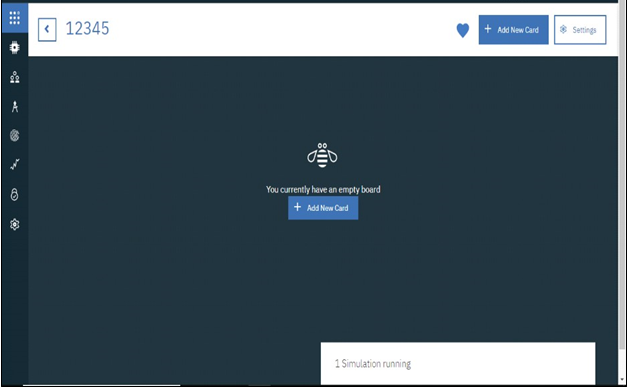 12345
+ Add New Card
Settings
You currently have an empty board
+ Add New Card
1 Simulation running